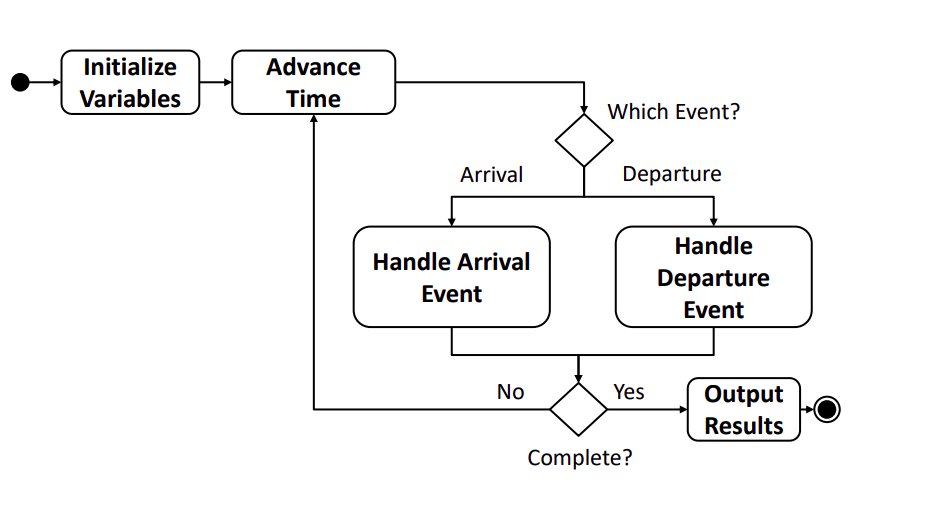 Initialize
Variables
Advance
Time
Which Event?
Arrival
Departure
Handle Arrival
Event
Handle
Departure
Event
No
Yes
Output
Results
Complete?